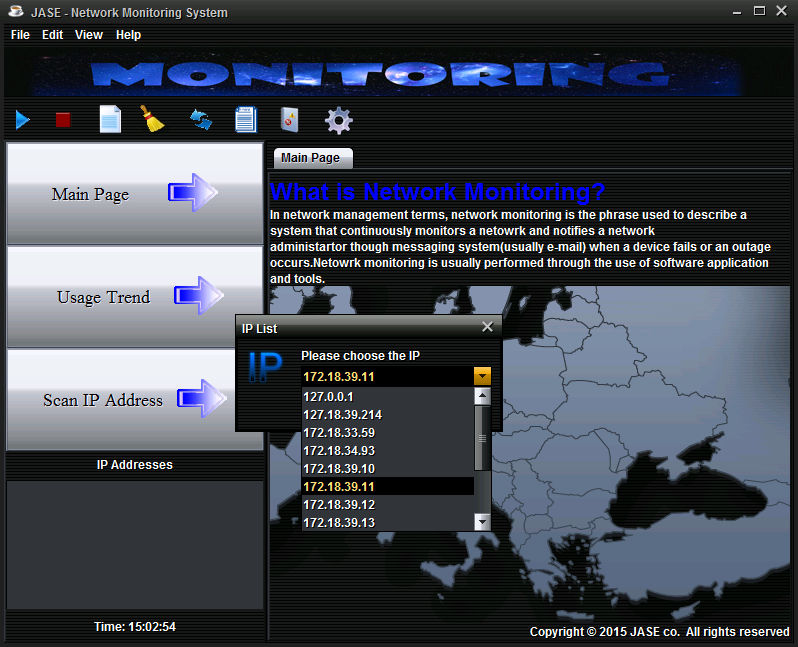 JASE - Network Monitoring System
File Edit View Help
MONITORING
Main Page
Usage Trend
Scan IP Address
IP Addresses
Time: 15:02:54
Main Page
What is Network Monitoring?
In network management terms, network monitoring is the phrase used to describe a
system that continuously monitors a netowrk and notifies a network
administartor though messaging system(usually e-mail) when a device fails or an outage
occurs.Netowrk monitoring is usually performed through the use of software application
and tools.
IP List
IP
Please choose the IP
172.18.39.11
127.0.0.1
127.18.39.214
172.18.33.59
172.18.34.93
172.18.39.10
172.18.39.11
172.18.39.12
172.18.39.13
Copyright © 2015 JASE co. All rights reserved